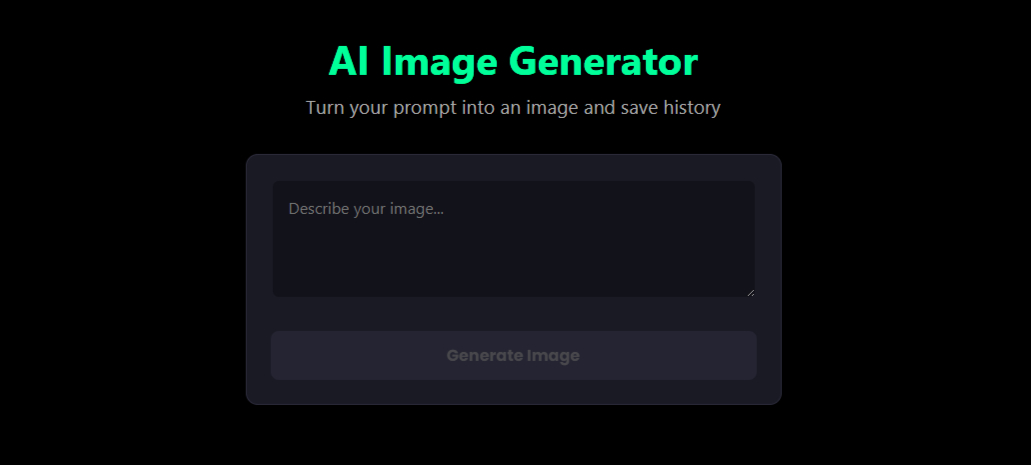 AI Image Generator
Turn your prompt into an image and save history
Describe your image...
Generate Image